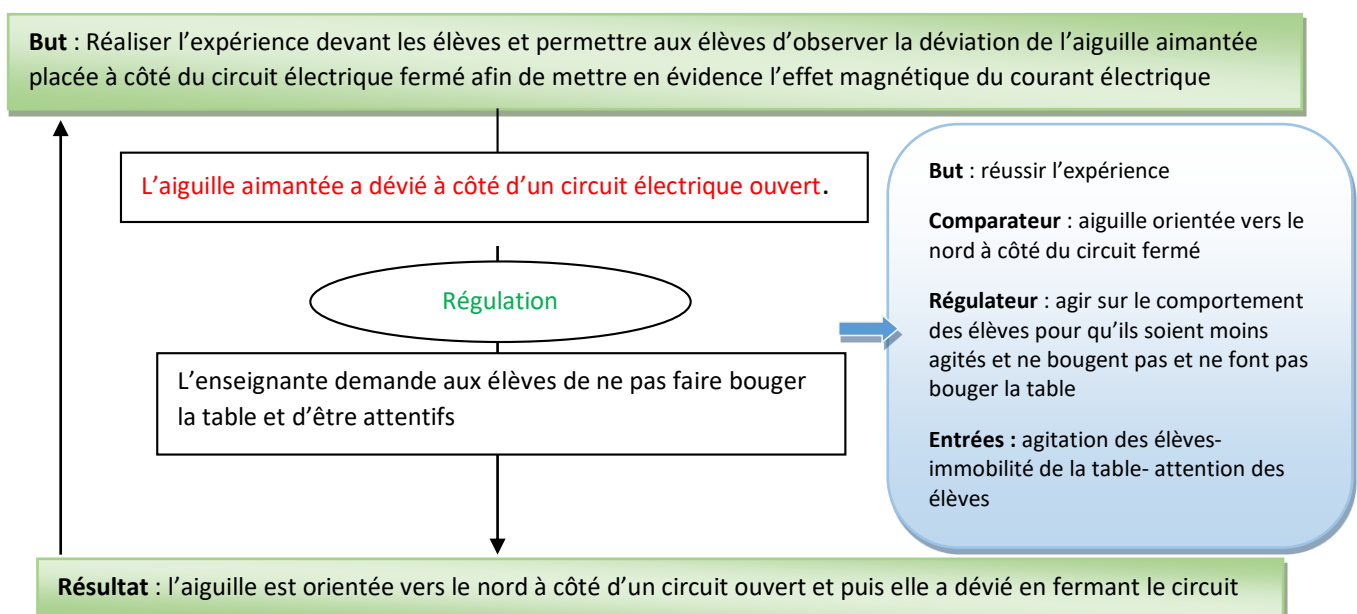 But : Réaliser l’expérience devant les élèves et permettre aux élèves d’observer la déviation de l’aiguille aimantée
placée à côté du circuit électrique fermé afin de mettre en évidence l’effet magnétique du courant électrique
L’aiguille aimantée a dévié à côté d’un circuit électrique ouvert.
Régulation
L’enseignante demande aux élèves de ne pas faire bouger
la table et d’être attentifs
But : réussir l’expérience
Comparateur : aiguille orientée vers le
nord à côté du circuit fermé
Régulateur : agir sur le comportement
des élèves pour qu’ils soient moins
agités et ne bougent pas et ne font pas
bouger la table
Entrées : agitation des élèves-
immobilité de la table- attention des
élèves
Résultat : l’aiguille est orientée vers le nord à côté d’un circuit ouvert et puis elle a dévié en fermant le circuit